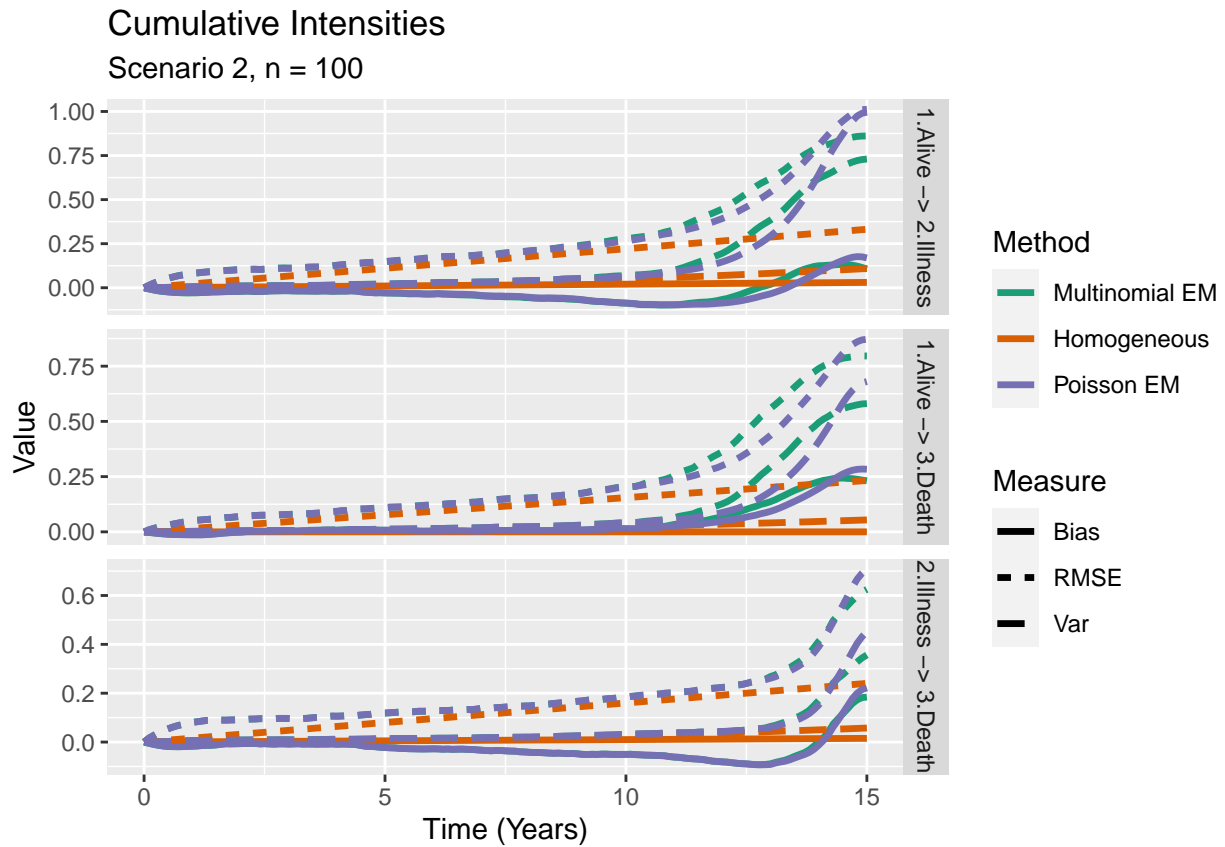 Cumulative Intensities
Scenario 2, n = 100
1.00
0.75
0.50
0.25
0.00
1.Alive −> 2.Illness
0.75
0.50
0.25
0.00
1.Alive −> 3.Death
0.6
0.4
0.2
0.0
2.Illness −> 3.Death
Value
0
5
10
15
Time (Years)
Method
Multinomial EM
Homogeneous
Poisson EM
Measure
Bias
RMSE
Var